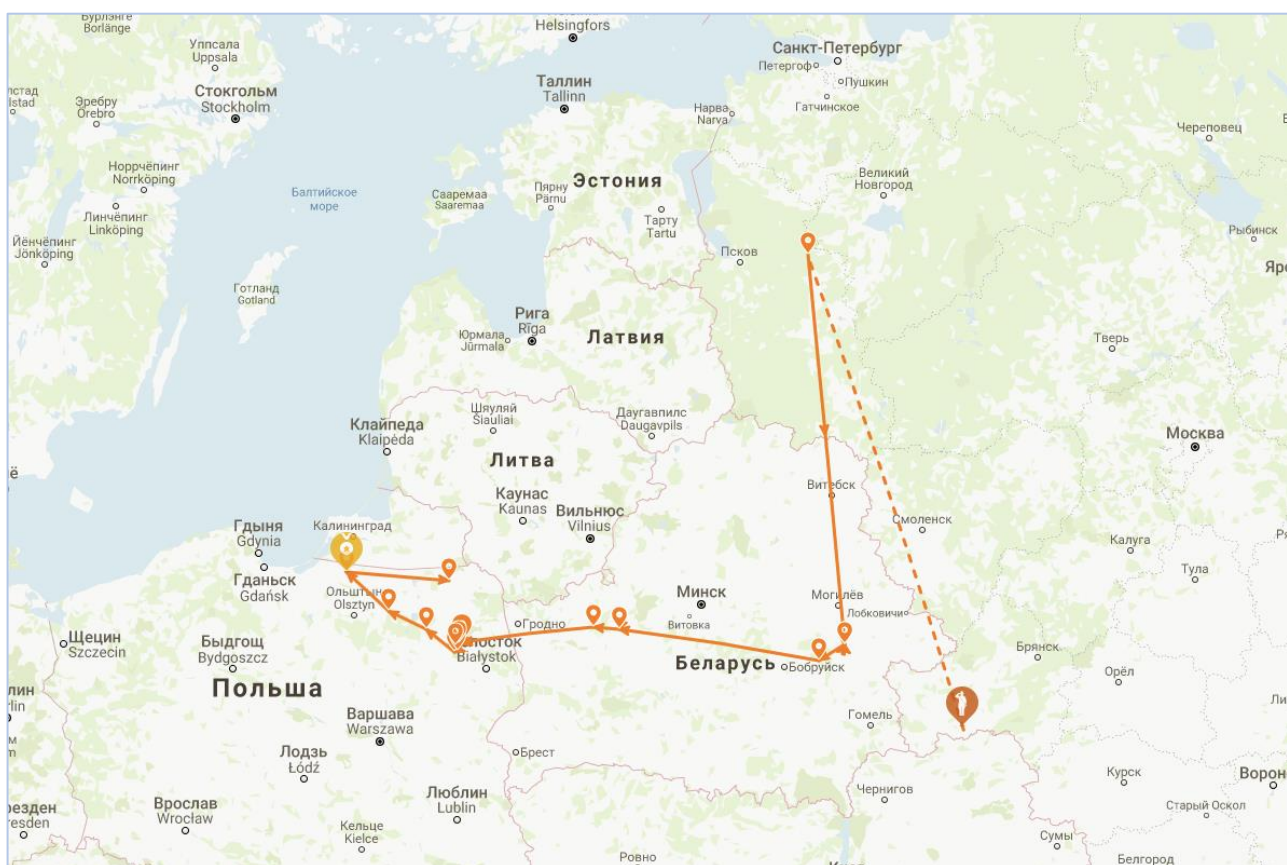 БУРЛЭНГЕ
Borlänge
Helsingfors
Уппсала
Uppsala
Санкт-Петербург
Петергоф
Пушкин
Гатчинское
Таллин
Tallinn
Стокгольм
Stockholm
Эребру
Örebro
Нарва
Narva
Череповец
Норрчёпинг
Norrköping
Балтийское
море
Сааремаа
Saaremaa
Пярну
Pärnu
Эстония
Великий
Новгород
Линчёпинг
Linköping
Тарту
Tartu
Йёнчёпинг
Jönköping
Псков
Рыбинск
Готланд
Gotland
Рига
Rīga
Юрмала
Jūrmala
Латвия
Тверь
Шяуляй
Šiauliai
Даугавпилс
Daugavpils
Клайпеда
Klaipėda
Москва
Литва
Каунас
Kaunas
Витебск
Вильнюс
Vilnius
Смоленск
Гдыня
Gdynia
Калининград
Калуга
Гданьск
Gdańsk
Тула
Ольштын
Olsztyn
Минск
Витовка
Могилёв
Лобковичи
Гродно
Щецин
Szczecin
Быдгощ
Bydgoszcz
лосток
Białystok
Беларусь
Бобруйск
Брянск
Орёл
Польша
Варшава
Warszawa
Гомель
Лодзь
Łódź
Брест
Люблин
Lublin
Чернигов
Курск
Старый Оскол
Врослав
Wrocław
Кельце
Kielce
Сумы
Ровно
Белгород